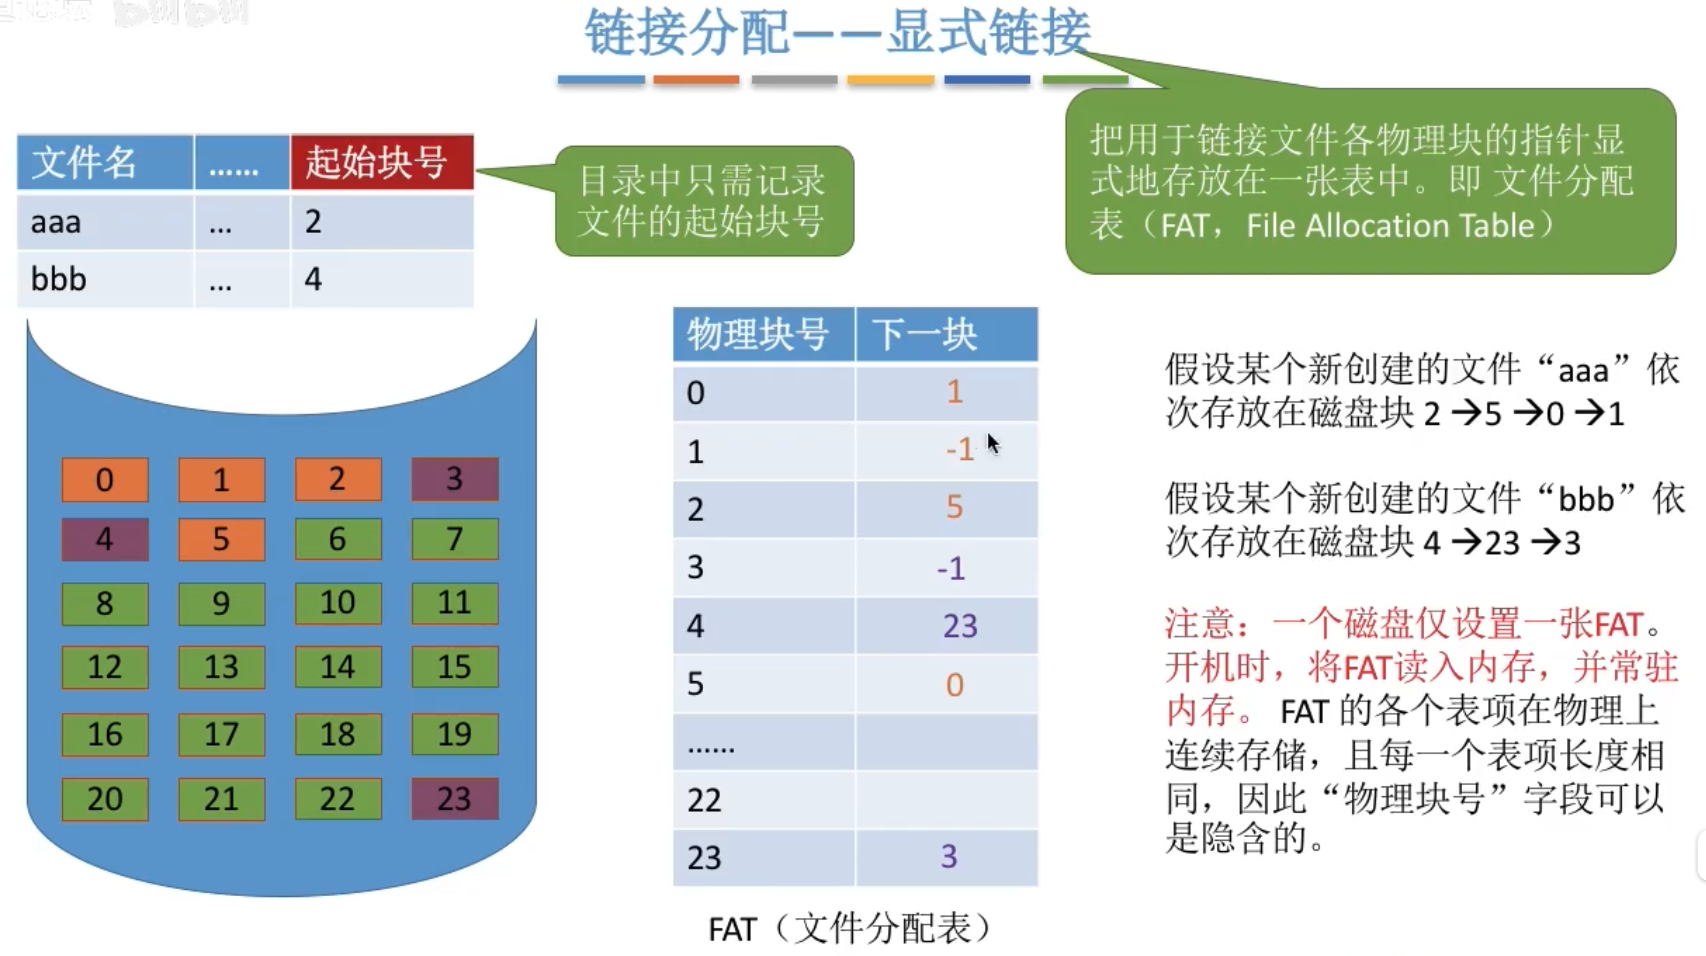 链接分配——显式链接
把用于链接文件各物理块的指针显
式地存放在一张表中。即 文件分配
表（FAT，File Allocation Table）
文件名 …… 起始块号
aaa … 2
bbb … 4
目录中只需记录
文件的起始块号
0 1 2 3
4 5 6 7
8 9 10 11
12 13 14 15
16 17 18 19
20 21 22 23
物理块号 下一块
0 1
1 -1
2 5
3 -1
4 23
5 0
……
22
23 3
FAT（文件分配表）
假设某个新创建的文件“aaa”依
次存放在磁盘块 2 →5 →0 →1
假设某个新创建的文件“bbb”依
次存放在磁盘块 4 →23 →3
注意：一个磁盘仅设置一张FAT。
开机时，将FAT读入内存，并常驻
内存。 FAT 的各个表项在物理上
连续存储，且每一个表项长度相
同，因此“物理块号”字段可以
是隐含的。